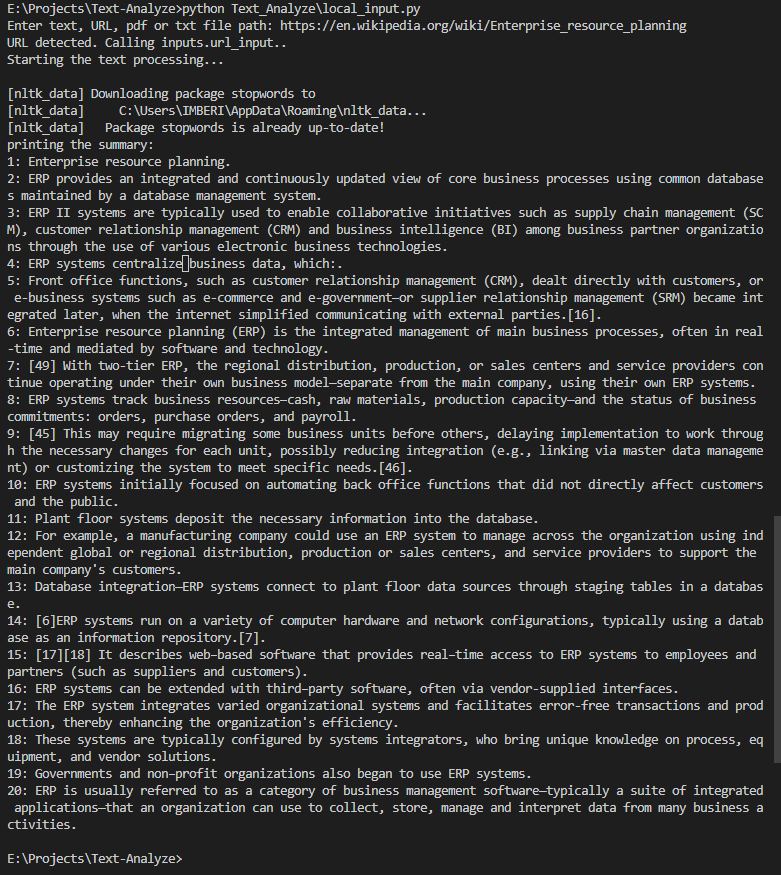 E:\Projects\Text-Analyze>python Text_Analyze\local_input.py
Enter text, URL, pdf or txt file path: https://en.wikipedia.org/wiki/Enterprise_resource_planning
URL detected. Calling inputs.url_input..
Starting the text processing...
[nltk_data] Downloading package stopwords to
[nltk_data]     C:\Users\IMBERI\AppData\Roaming\nltk_data...
[nltk_data]   Package stopwords is already up-to-date!
printing the summary:
1: Enterprise resource planning.
2: ERP provides an integrated and continuously updated view of core business processes using common database
s maintained by a database management system.
3: ERP II systems are typically used to enable collaborative initiatives such as supply chain management (SC
M), customer relationship management (CRM) and business intelligence (BI) among business partner organizatio
ns through the use of various electronic business technologies.
4: ERP systems centralize business data, which:.
5: Front office functions, such as customer relationship management (CRM), dealt directly with customers, or
 e-business systems such as e-commerce and e-government—or supplier relationship management (SRM) became int
egrated later, when the internet simplified communicating with external parties.[16].
6: Enterprise resource planning (ERP) is the integrated management of main business processes, often in real
-time and mediated by software and technology.
7: [49] With two-tier ERP, the regional distribution, production, or sales centers and service providers con
tinue operating under their own business model—separate from the main company, using their own ERP systems.
8: ERP systems track business resources—cash, raw materials, production capacity—and the status of business
commitments: orders, purchase orders, and payroll.
9: [45] This may require migrating some business units before others, delaying implementation to work throug
h the necessary changes for each unit, possibly reducing integration (e.g., linking via master data manageme
nt) or customizing the system to meet specific needs.[46].
10: ERP systems initially focused on automating back office functions that did not directly affect customers
 and the public.
11: Plant floor systems deposit the necessary information into the database.
12: For example, a manufacturing company could use an ERP system to manage across the organization using ind
ependent global or regional distribution, production or sales centers, and service providers to support the
main company's customers.
13: Database integration—ERP systems connect to plant floor data sources through staging tables in a databas
e.
14: [6]ERP systems run on a variety of computer hardware and network configurations, typically using a datab
ase as an information repository.[7].
15: [17][18] It describes web-based software that provides real-time access to ERP systems to employees and
partners (such as suppliers and customers).
16: ERP systems can be extended with third-party software, often via vendor-supplied interfaces.
17: The ERP system integrates varied organizational systems and facilitates error-free transactions and prod
uction, thereby enhancing the organization's efficiency.
18: These systems are typically configured by systems integrators, who bring unique knowledge on process, eq
uipment, and vendor solutions.
19: Governments and non-profit organizations also began to use ERP systems.
20: ERP is usually referred to as a category of business management software—typically a suite of integrated
 applications—that an organization can use to collect, store, manage and interpret data from many business a
ctivities.
E:\Projects\Text-Analyze>